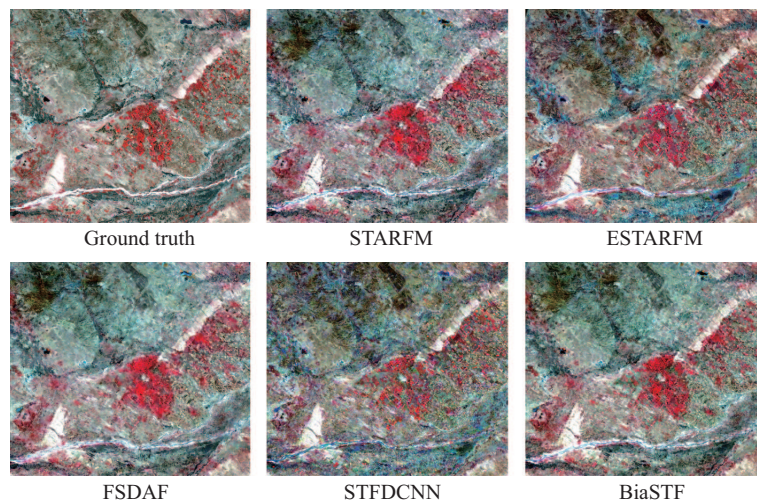 Ground truth
STARFM
ESTARFM
FSDAF
STFDCNN
BiaSTF